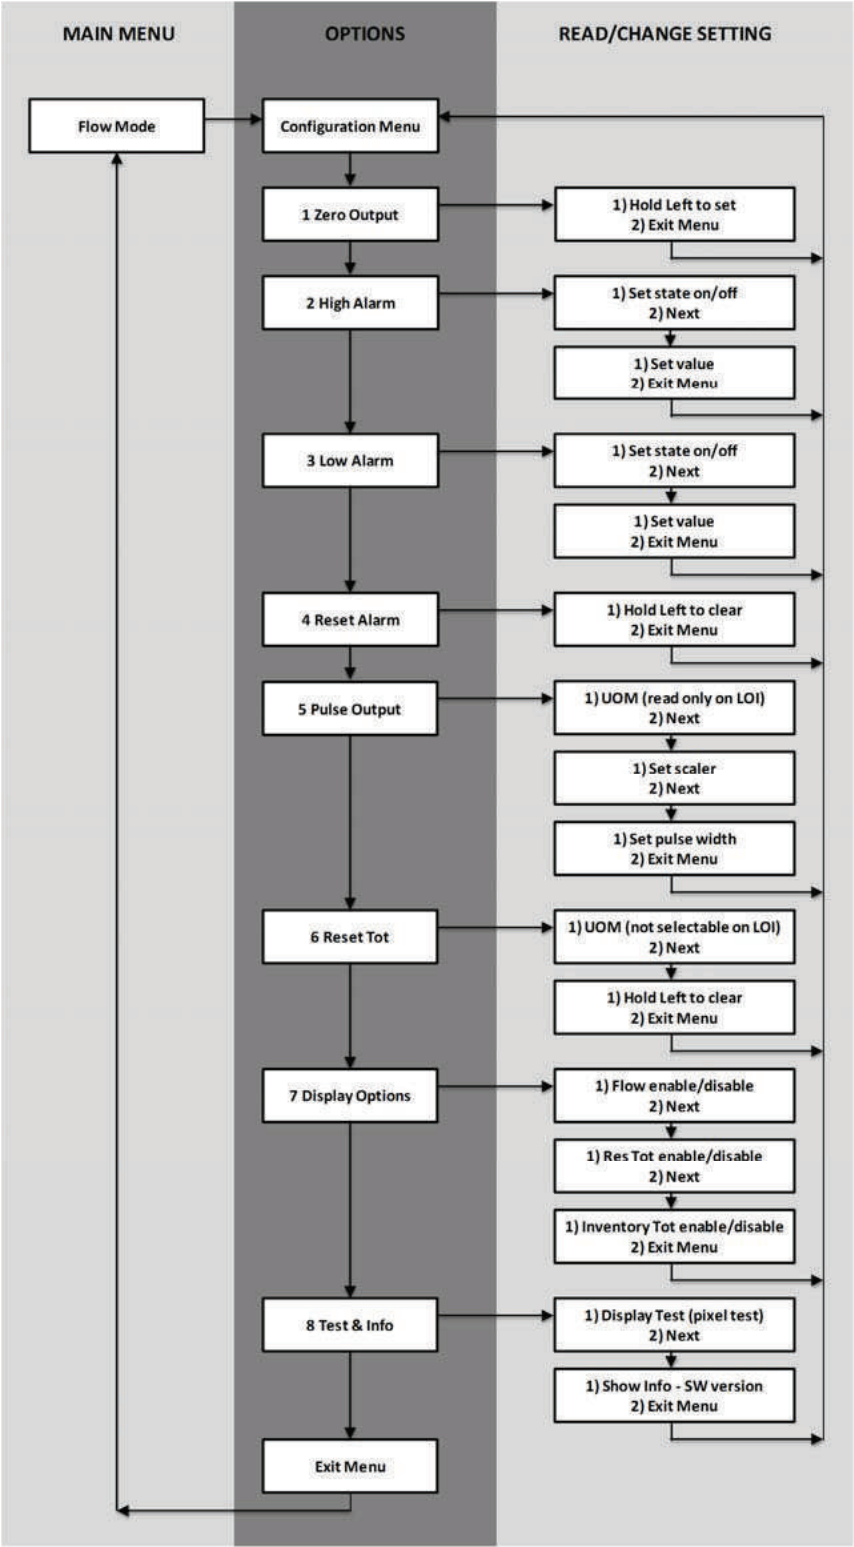 MAIN MENU
OPTIONS
READ/CHANGE SETTING
Flow Mode
Configuration Menu
1 Zero Output
1) Hold Left to set
2) Exit Menu
2 High Alarm
1) Set state on/off
2) Next
1) Set value
2) Exit Menu
3 Low Alarm
1) Set state on/off
2) Next
1) Set value
2) Exit Menu
4 Reset Alarm
1) Hold Left to clear
2) Exit Menu
5 Pulse Output
1) UOM (read only on LOI)
2) Next
1) Set scaler
2) Next
1) Set pulse width
2) Exit Menu
6 Reset Tot
1) UOM (not selectable on LOI)
2) Next
1) Hold Left to clear
2) Exit Menu
7 Display Options
1) Flow enable/disable
2) Next
1) Res Tot enable/disable
2) Next
1) Inventory Tot enable/disable
2) Exit Menu
8 Test & Info
1) Display Test (pixel test)
2) Next
1) Show Info - SW version
2) Exit Menu
Exit Menu